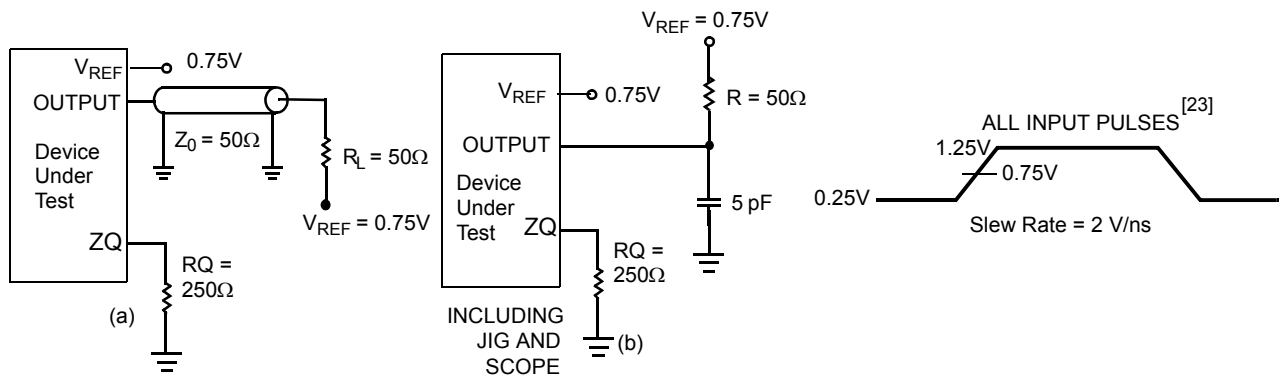 V_REF
0.75V
OUTPUT
Z_0 = 50Ω
Device
Under
Test
R_L = 50Ω
V_REF = 0.75V
ZQ
RQ =
250Ω
(a)
V_REF = 0.75V
R = 50Ω
V_REF
0.75V
OUTPUT
Device
Under
Test
5 pF
ZQ
RQ =
250Ω
INCLUDING
JIG AND
SCOPE
(b)
ALL INPUT PULSES[23]
1.25V
0.75V
0.25V
Slew Rate = 2 V/ns